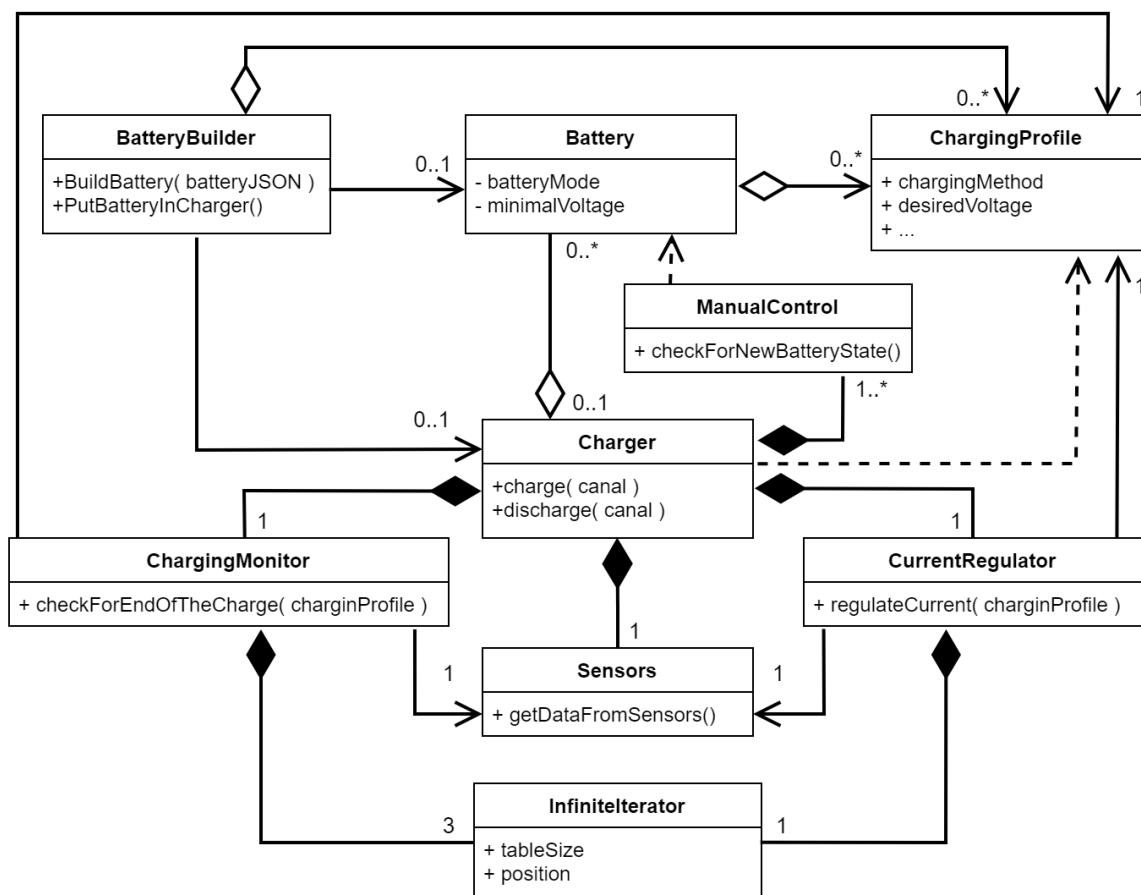 0..*
1
BatteryBuilder
+BuildBattery( batteryJSON )
+PutBatteryInCharger()
0..1
Battery
- batteryMode
- minimalVoltage
0..*
ChargingProfile
+ chargingMethod
+ desiredVoltage
+ ...
0..*
1
ManualControl
+ checkForNewBatteryState()
1..*
0..1
0..1
Charger
+charge( canal )
+discharge( canal )
1
1
ChargingMonitor
+ checkForEndOfTheCharge( charginProfile )
CurrentRegulator
+ regulateCurrent( charginProfile )
1
1
1
Sensors
+ getDataFromSensors()
3
1
InfiniteIterator
+ tableSize
+ position